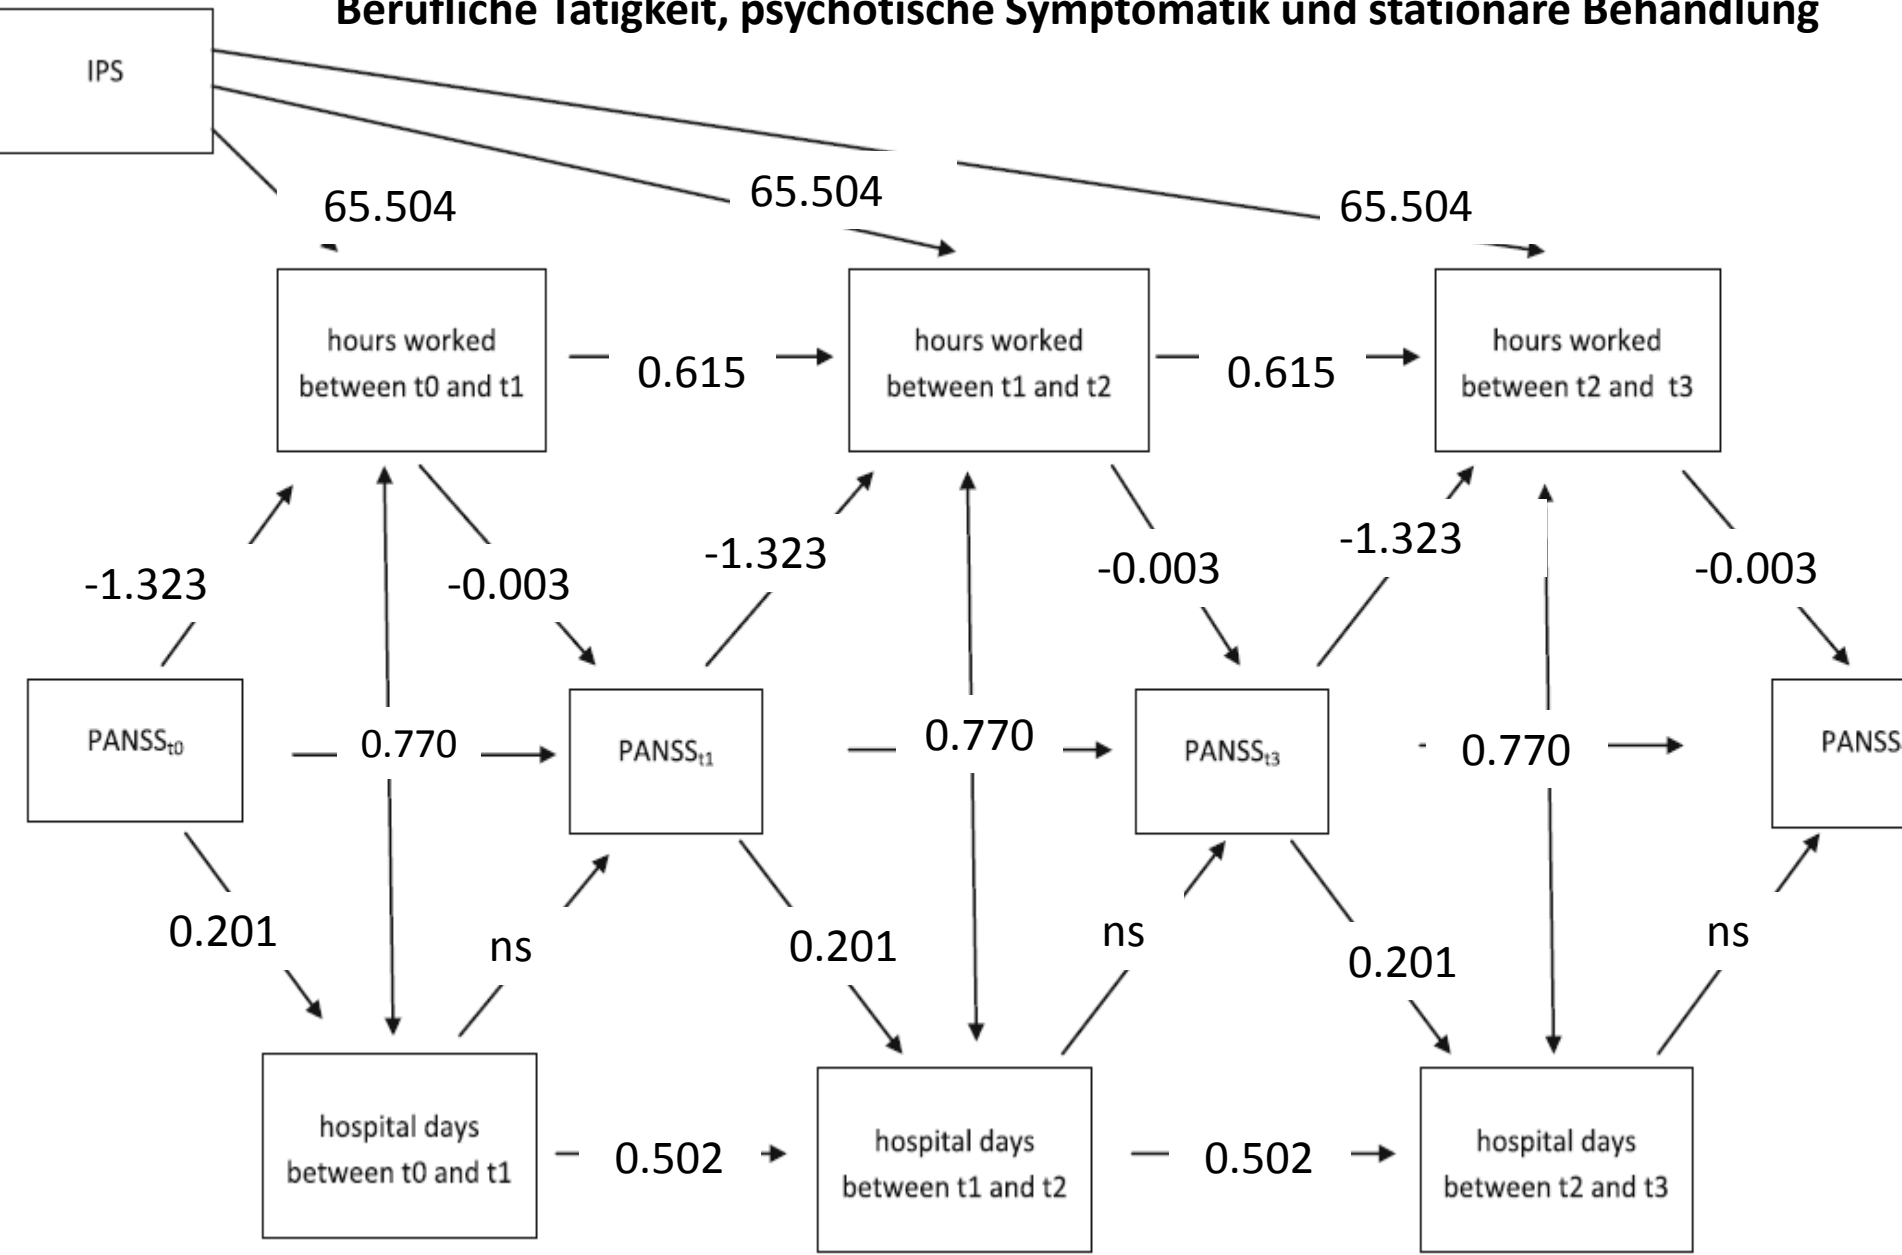 Berufliche Tätigkeit, psychotische Symptomatik und stationäre Behandlung
IPS
65.504
65.504
65.504
hours worked
between t0 and t1
0.615
hours worked
between t1 and t2
0.615
hours worked
between t2 and  t3
-1.323
-0.003
-1.323
-0.003
-1.323
-0.003
PANSSt0
0.770
PANSSt1
0.770
PANSSt3
0.770
PANSS
0.201
ns
0.201
ns
0.201
ns
hospital days
between t0 and t1
0.502
hospital days
between t1 and t2
0.502
hospital days
between t2 and t3